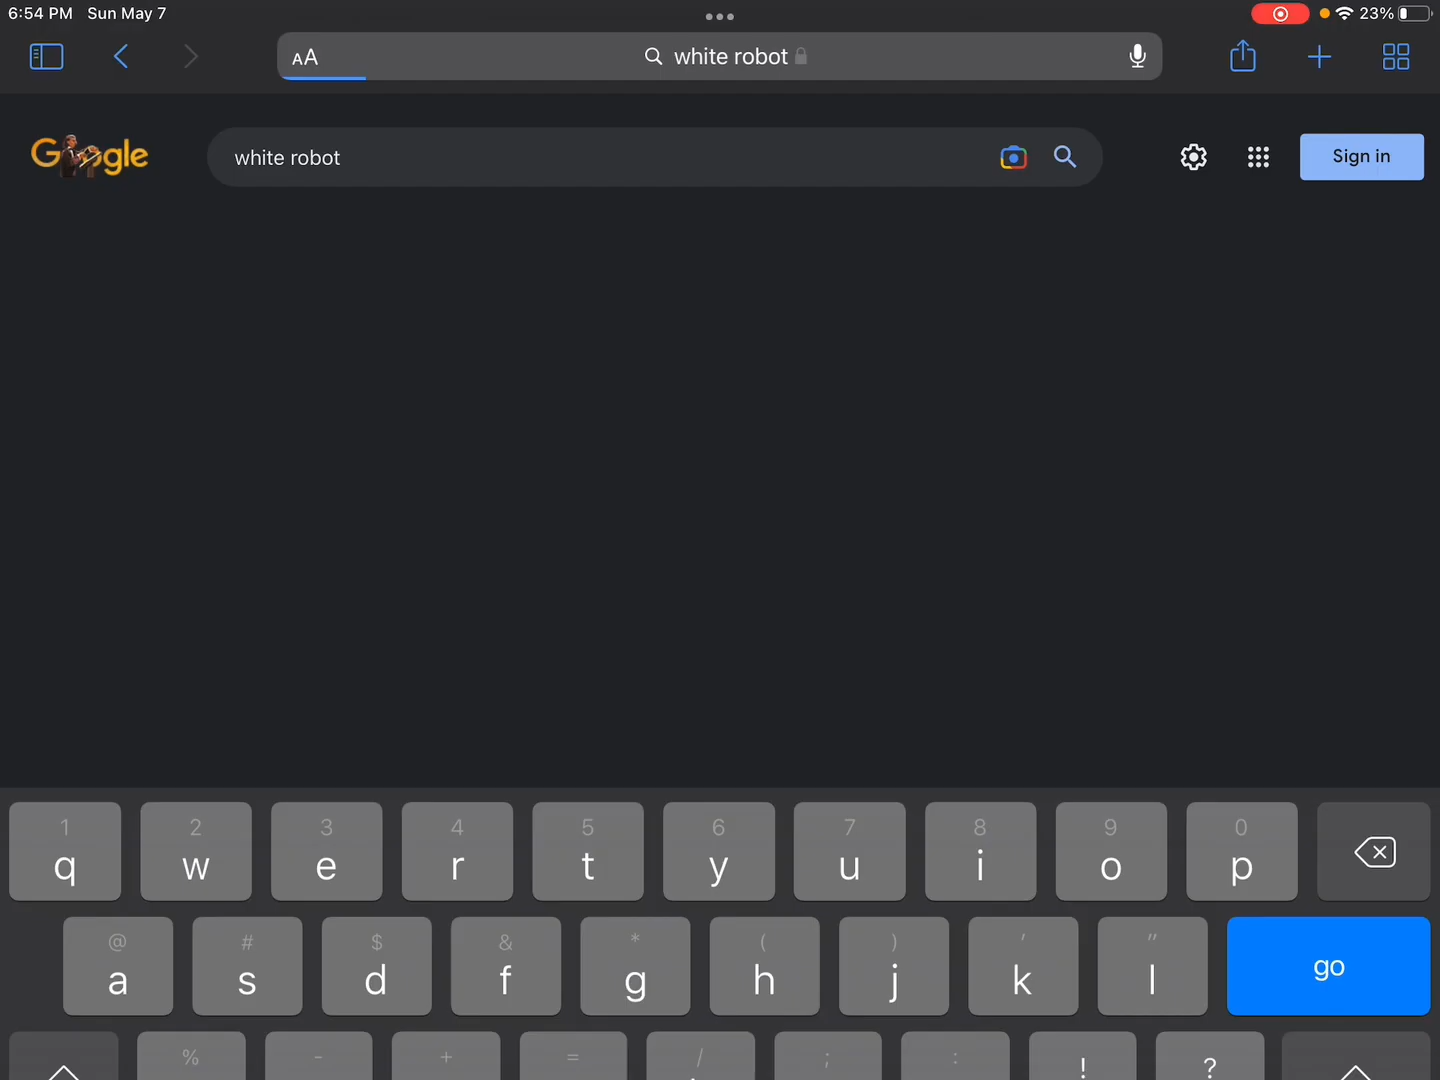 6:54 PM Sun May 7
23%
AA white robot
Google white robot Sign in
1 2 3 4 5 6 7 8 9 0
q w e r t y u i o p
@ # $ & * ( ) ' "
a s d f g h j k l go
% - + = / ; : ! ?